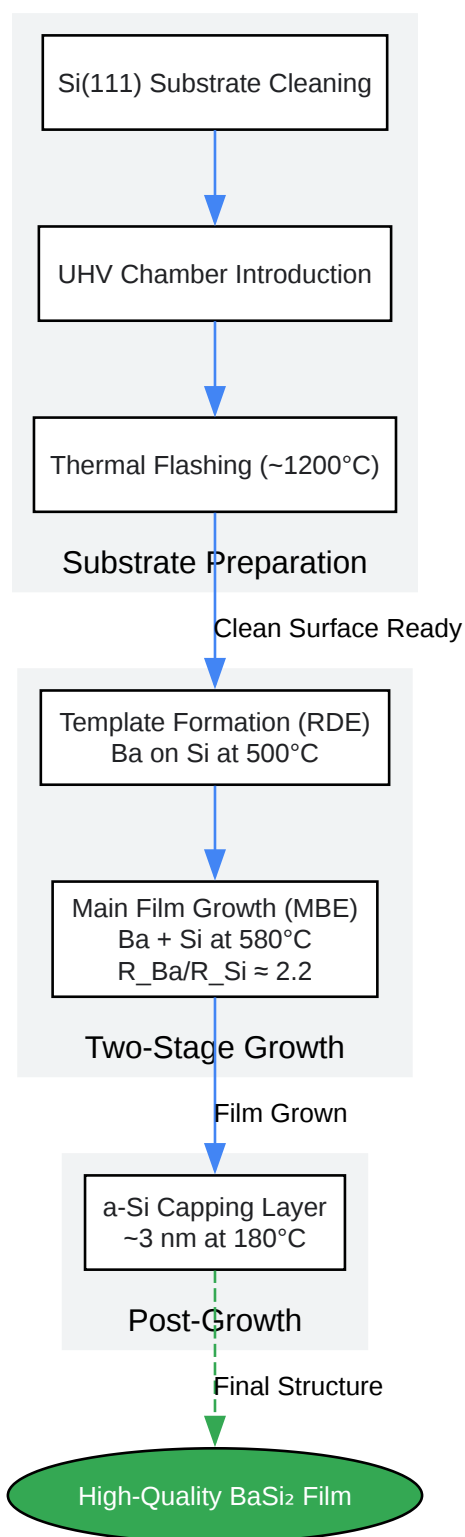 Si(111) Substrate Cleaning
UHV Chamber Introduction
Thermal Flashing (~1200°C)
Substrate Preparation
Clean Surface Ready
Template Formation (RDE)
Ba on Si at 500°C
Main Film Growth (MBE)
Ba + Si at 580°C
R_Ba/R_Si ≈ 2.2
Two-Stage Growth
Film Grown
a-Si Capping Layer
~3 nm at 180°C
Post-Growth
Final Structure
High-Quality BaSi₂ Film